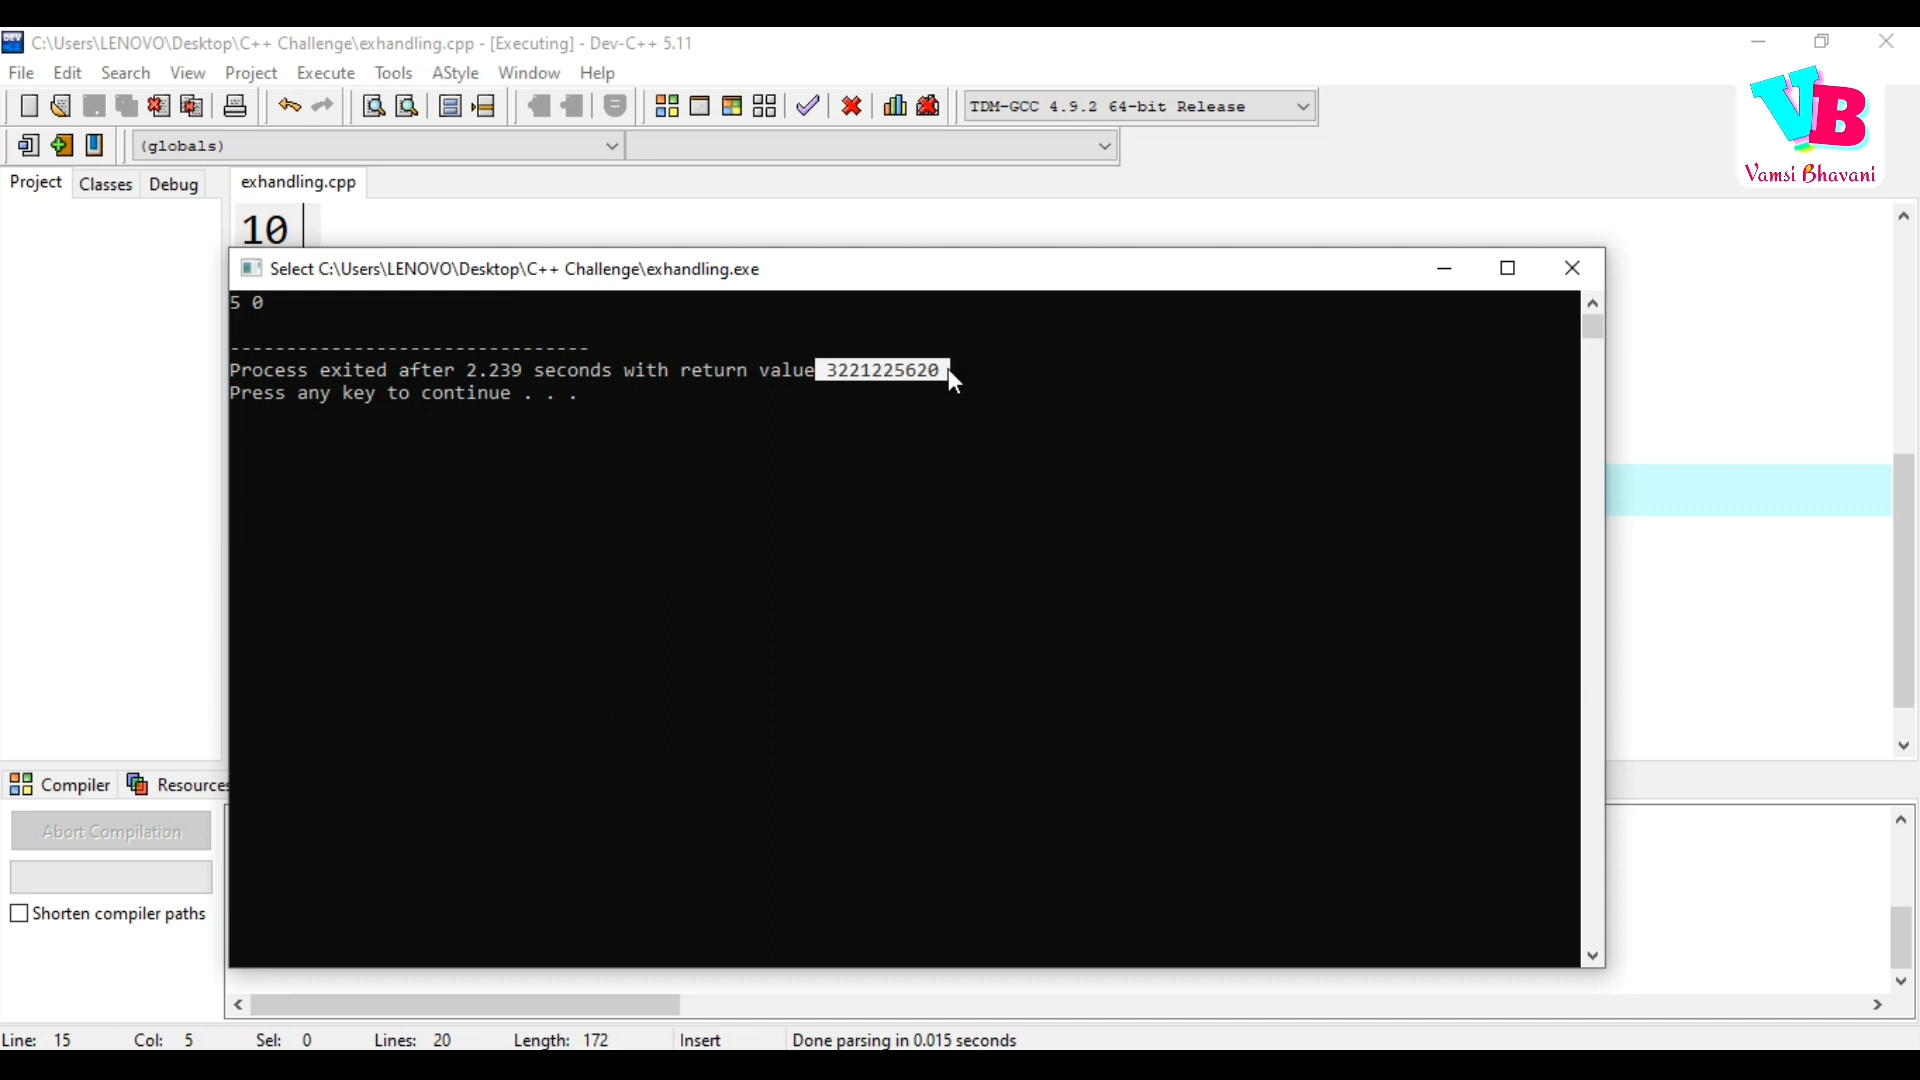 C:\Users\LENOVO\Desktop\C++ Challenge\exhandling.cpp - [Executing] - Dev-C++ 5.11
File Edit Search View Project Execute Tools AStyle Window Help
TDM-GCC 4.9.2 64-bit Release
(globals)
VB
Vamsi Bhavani
Project Classes Debug
exhandling.cpp
10
Select C:\Users\LENOVO\Desktop\C++ Challenge\exhandling.exe
5 0
--------------------------------
Process exited after 2.239 seconds with return value 3221225620
Press any key to continue . . .
Compiler Resources
Abort Compilation
Shorten compiler paths
Line: 15 Col: 5 Sel: 0 Lines: 20 Length: 172 Insert Done parsing in 0.015 seconds